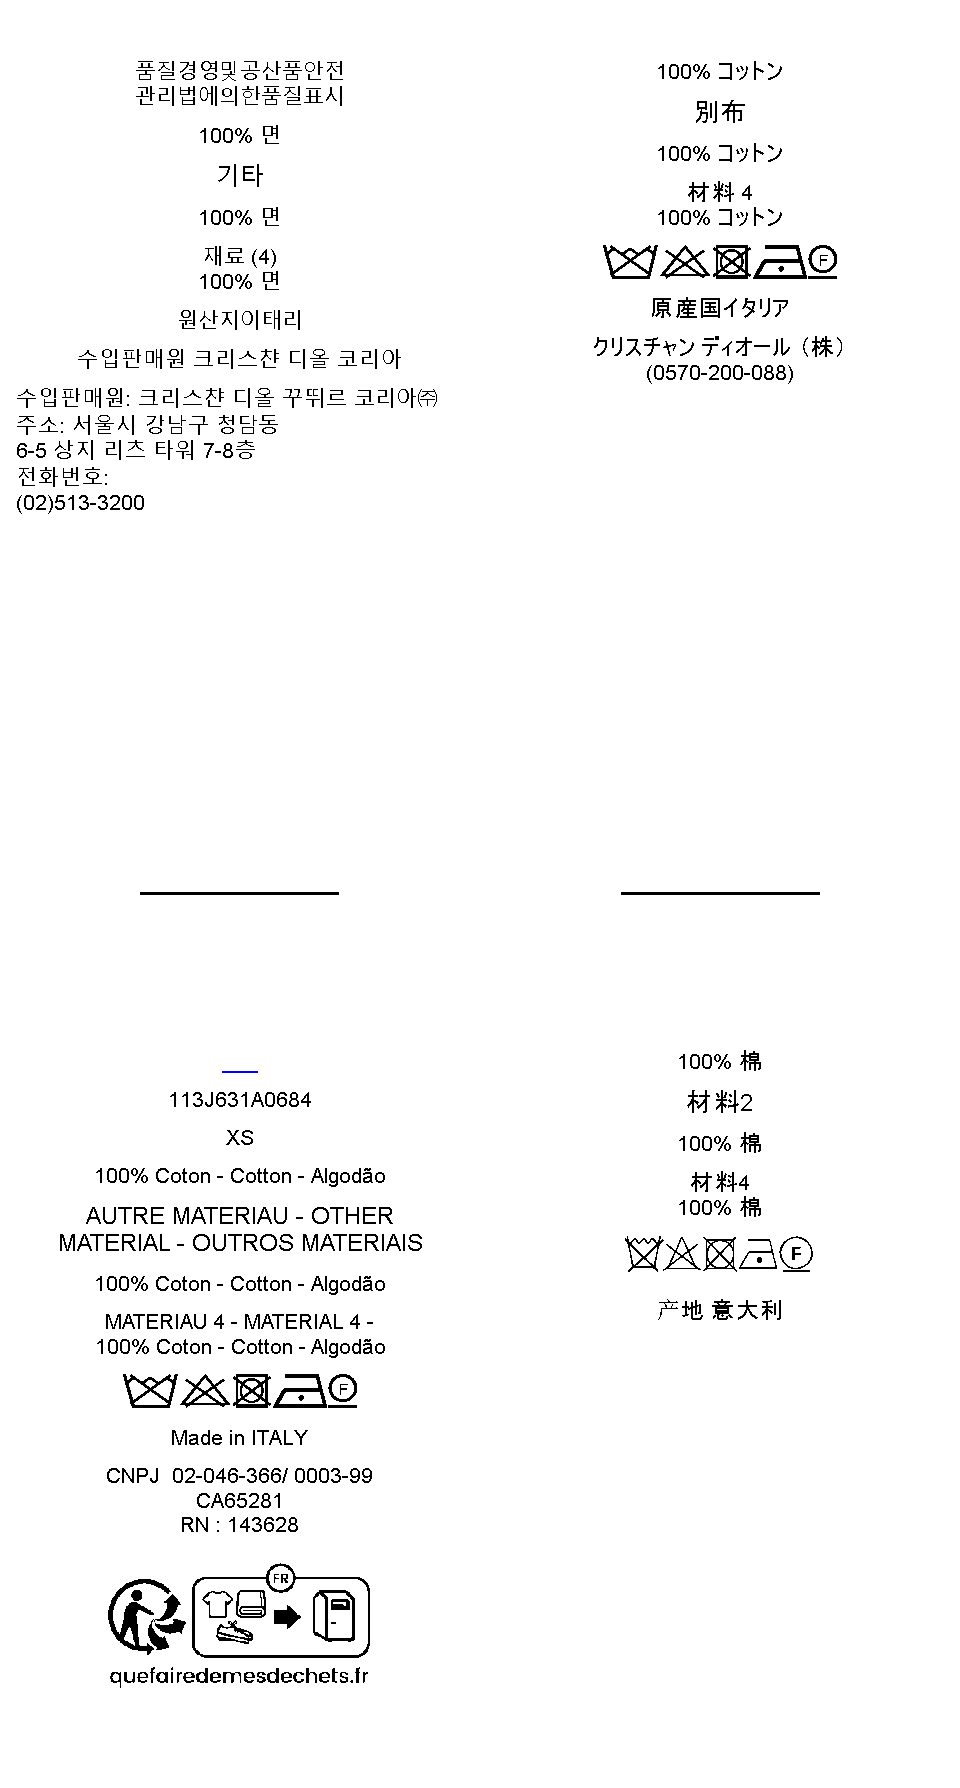 품질경영및공산품안전
관리법에의한품질표시
100% 면
기타
100% 면
재료 (4)
100% 면
원산지이태리
수입판매원 크리스챤 디올 코리아
수입판매원: 크리스챤 디올 꾸뛰르 코리아㈜
주소: 서울시 강남구 청담동
6-5 상지 리츠 타워 7-8층
전화번호:
(02)513-3200
100% コットン
別布
100% コットン
材料 4
100% コットン
F
原産国イタリア
クリスチャン ディオール（株）
(0570-200-088)
113J631A0684
XS
100% Coton - Cotton - Algodão
AUTRE MATERIAU - OTHER
MATERIAL - OUTROS MATERIAIS
100% Coton - Cotton - Algodão
MATERIAU 4 - MATERIAL 4 -
100% Coton - Cotton - Algodão
F
Made in ITALY
CNPJ  02-046-366/ 0003-99
CA65281
RN : 143628
FR
quefairedemesdechets.fr
100% 棉
材料2
100% 棉
材料4
100% 棉
F
产地 意大利